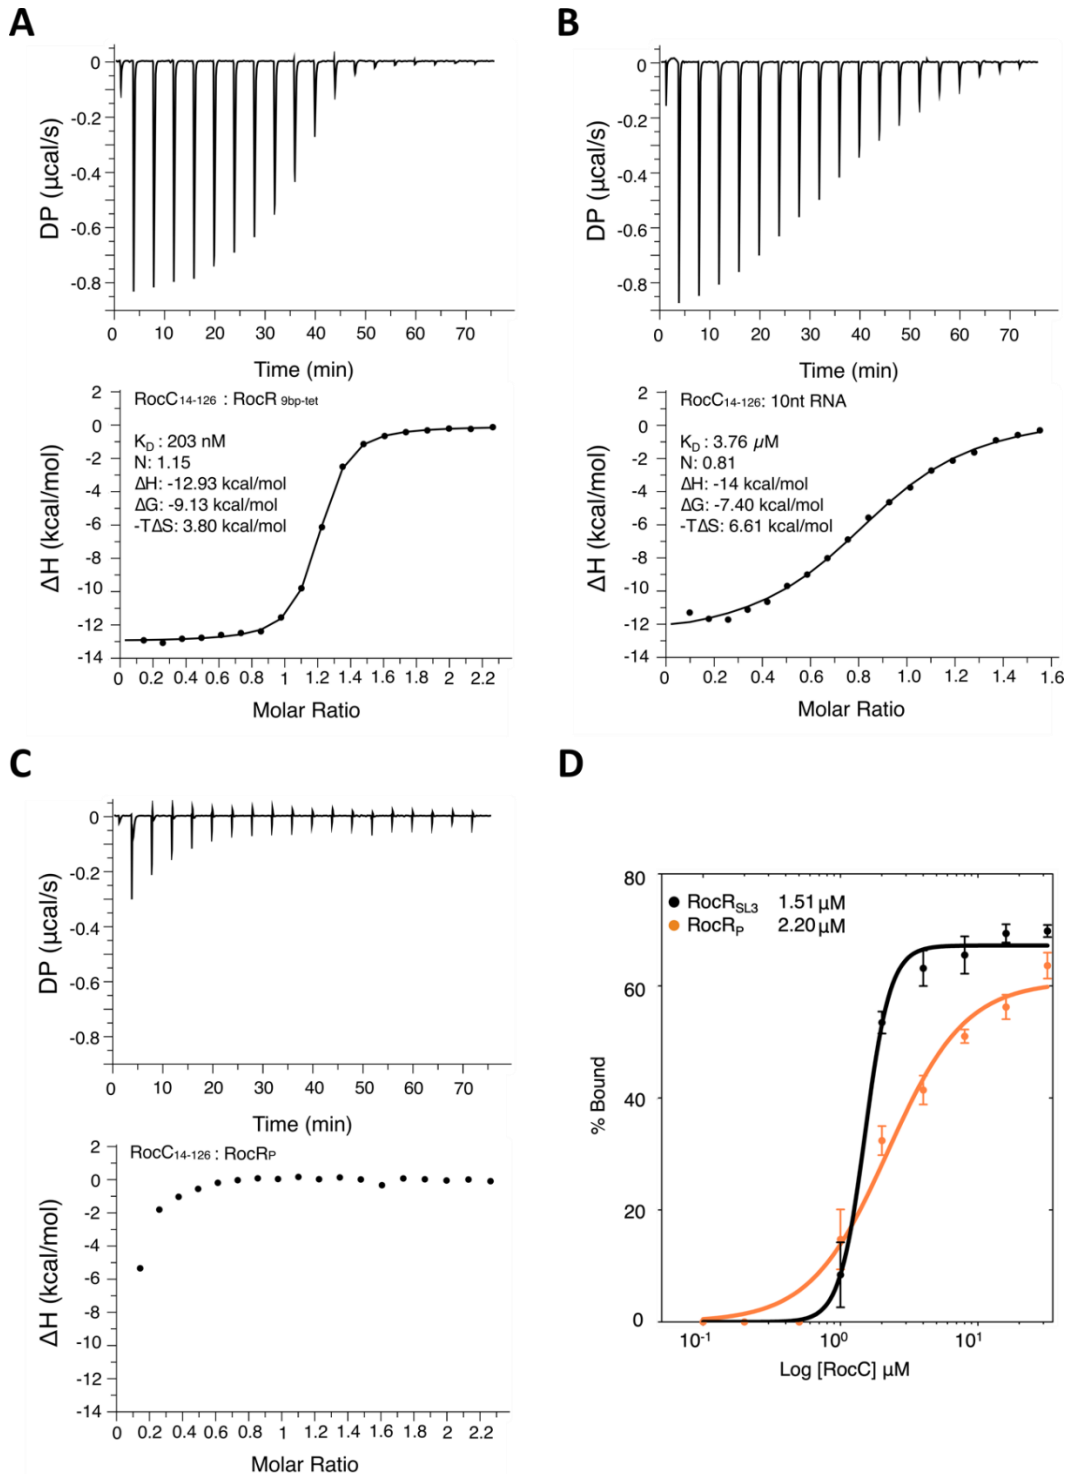 A
0
-0.2
-0.4
-0.6
-0.8
DP (µcal/s)
0 10 20 30 40 50 60 70
Time (min)
2
0
-2
-4
-6
-8
-10
-12
-14
ΔH (kcal/mol)
RocC14-126 : RocR 9bp-tet
KD : 203 nM
N: 1.15
ΔH: -12.93 kcal/mol
ΔG: -9.13 kcal/mol
-TΔS: 3.80 kcal/mol
0 0.2 0.4 0.6 0.8 1 1.2 1.4 1.6 1.8 2 2.2
Molar Ratio
B
0
-0.2
-0.4
-0.6
-0.8
DP (µcal/s)
0 10 20 30 40 50 60 70
Time (min)
2
0
-2
-4
-6
-8
-10
-12
-14
ΔH (kcal/mol)
RocC14-126: 10nt RNA
KD : 3.76 µM
N: 0.81
ΔH: -14 kcal/mol
ΔG: -7.40 kcal/mol
-TΔS: 6.61 kcal/mol
0 0.2 0.4 0.6 0.8 1.0 1.2 1.4 1.6
Molar Ratio
C
0
-0.2
-0.4
-0.6
-0.8
DP (µcal/s)
0 10 20 30 40 50 60 70
Time (min)
2
0
-2
-4
-6
-8
-10
-12
-14
ΔH (kcal/mol)
RocC14-126 : RocRP
0 0.2 0.4 0.6 0.8 1 1.2 1.4 1.6 1.8 2 2.2
Molar Ratio
D
80
60
40
20
0
% Bound
RocRSL3 1.51 µM
RocRP 2.20 µM
10-1 100 101
Log [RocC] µM